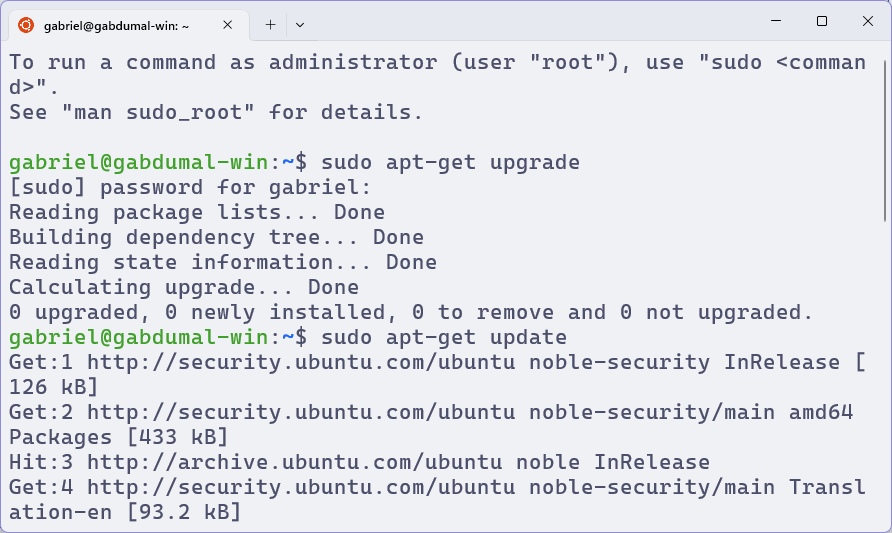 gabriel@gabdumal-win: ~
To run a command as administrator (user "root"), use "sudo <comman
d>".
See "man sudo_root" for details.
gabriel@gabdumal-win:~$ sudo apt-get upgrade
[sudo] password for gabriel:
Reading package lists... Done
Building dependency tree... Done
Reading state information... Done
Calculating upgrade... Done
0 upgraded, 0 newly installed, 0 to remove and 0 not upgraded.
gabriel@gabdumal-win:~$ sudo apt-get update
Get:1 http://security.ubuntu.com/ubuntu noble-security InRelease [
126 kB]
Get:2 http://security.ubuntu.com/ubuntu noble-security/main amd64
Packages [433 kB]
Hit:3 http://archive.ubuntu.com/ubuntu noble InRelease
Get:4 http://security.ubuntu.com/ubuntu noble-security/main Transl
ation-en [93.2 kB]